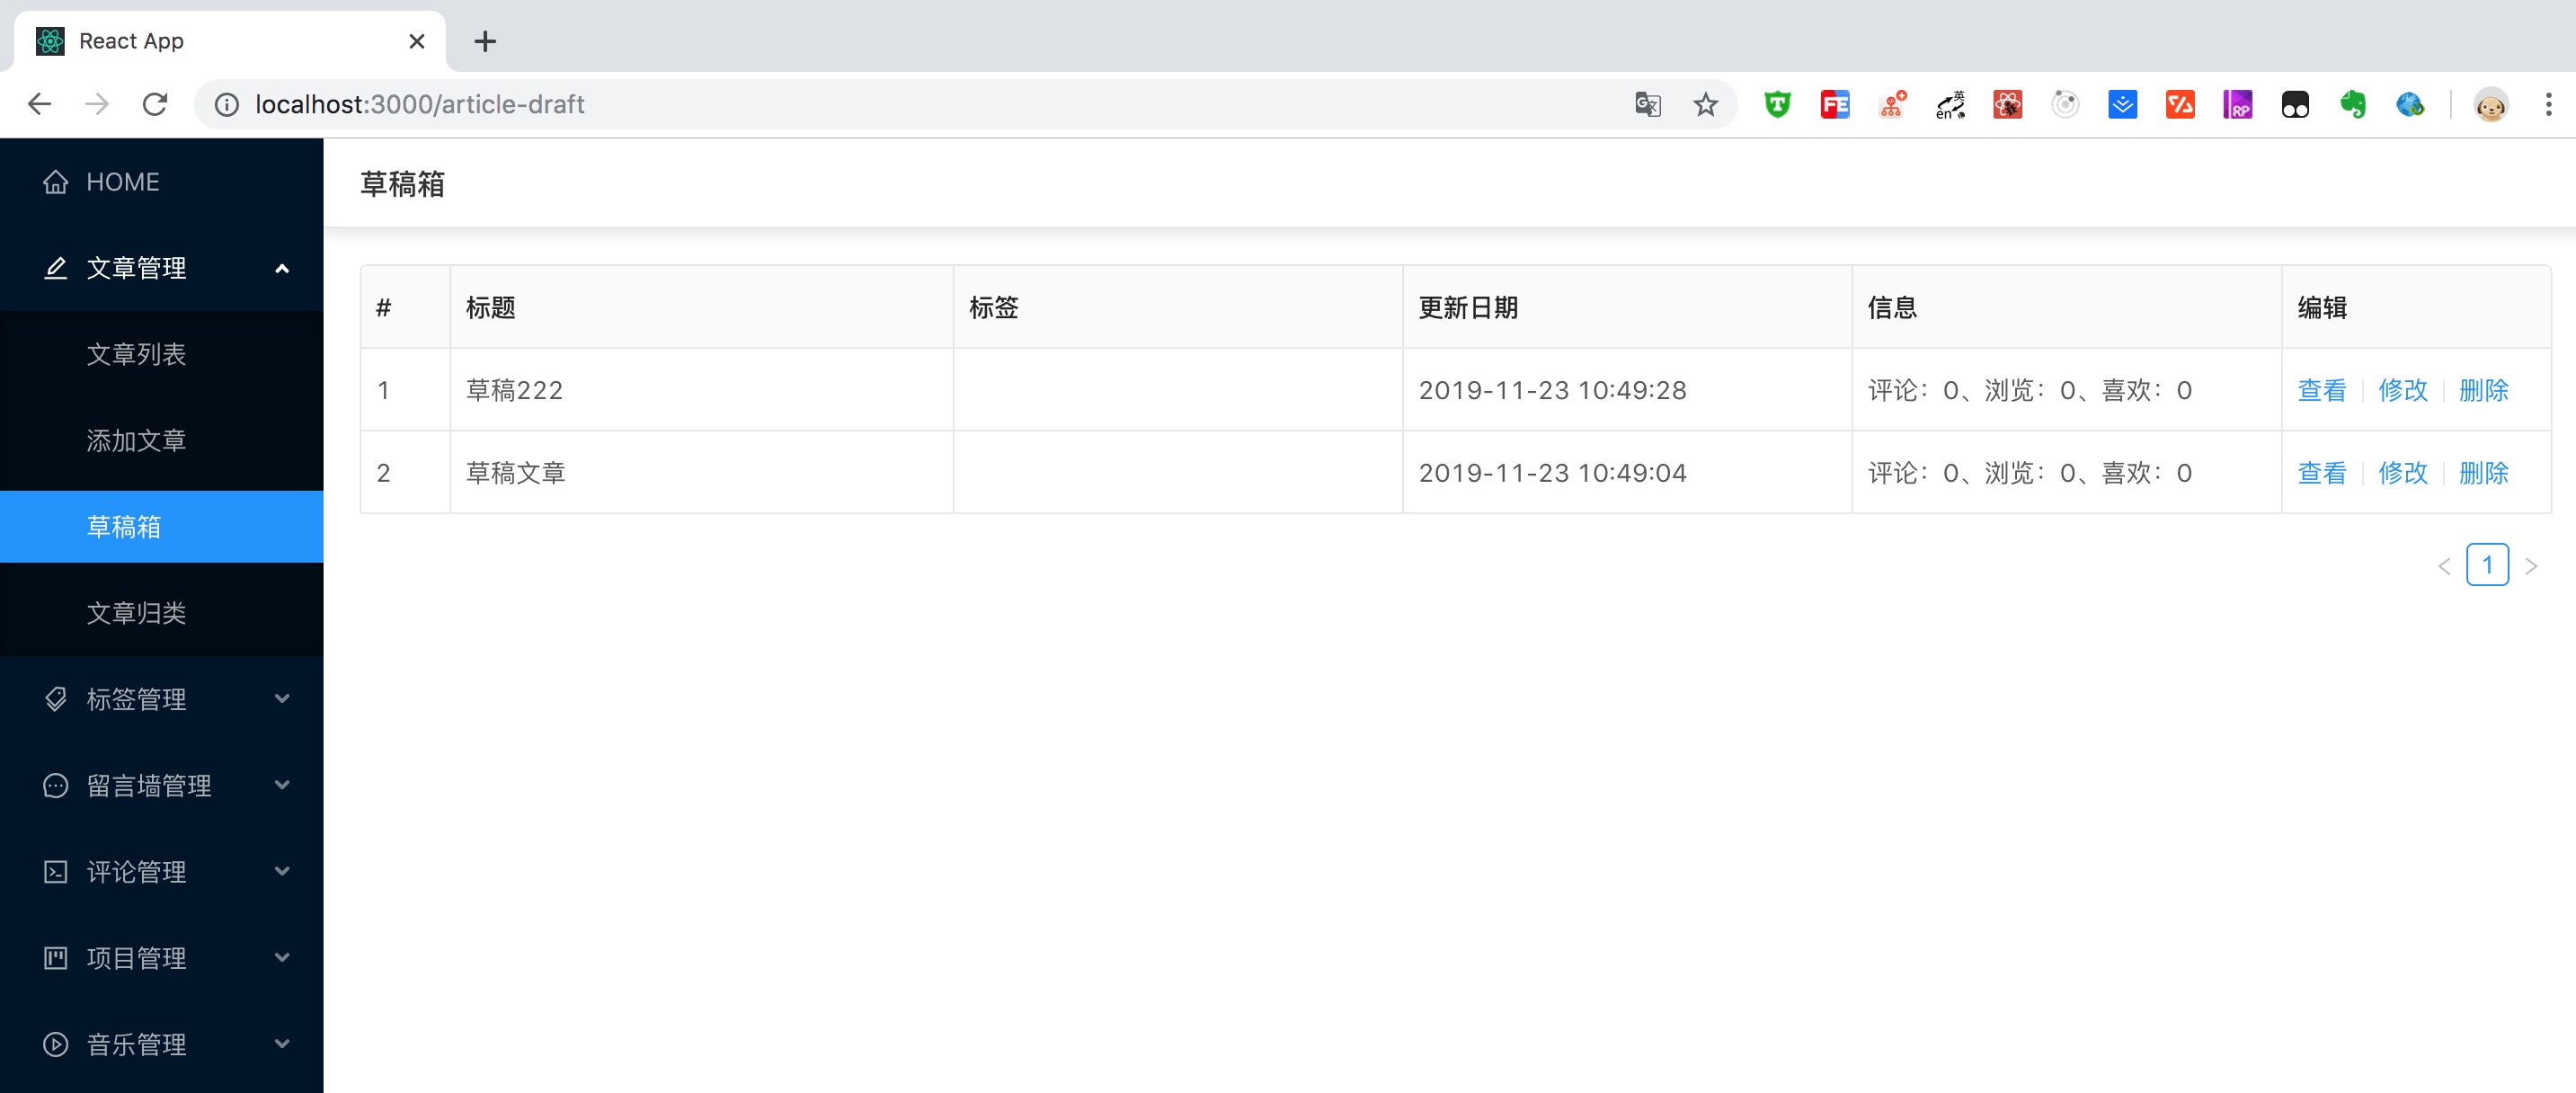 React App
localhost:3000/article-draft
HOME
文章管理
文章列表
添加文章
草稿箱
文章归类
标签管理
留言墙管理
评论管理
项目管理
音乐管理
草稿箱
# 标题 标签 更新日期 信息 编辑
1 草稿222 2019-11-23 10:49:28 评论：0、浏览：0、喜欢：0 查看 修改 删除
2 草稿文章 2019-11-23 10:49:04 评论：0、浏览：0、喜欢：0 查看 修改 删除
1